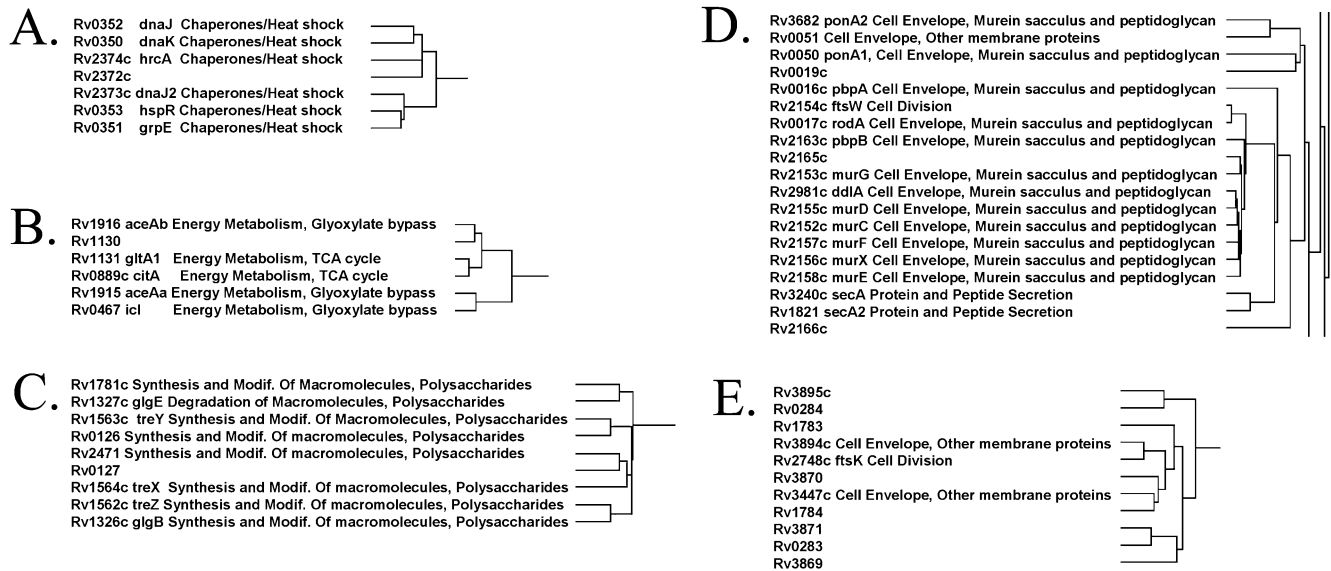 A.
Rv0352 dnaJ Chaperones/Heat shock
Rv0350 dnaK Chaperones/Heat shock
Rv2374c hrcA Chaperones/Heat shock
Rv2372c
Rv2373c dnaJ2 Chaperones/Heat shock
Rv0353 hspR Chaperones/Heat shock
Rv0351 grpE Chaperones/Heat shock
B.
Rv1916 aceAb Energy Metabolism, Glyoxylate bypass
Rv1130
Rv1131 gltA1 Energy Metabolism, TCA cycle
Rv0889c citA Energy Metabolism, TCA cycle
Rv1915 aceAa Energy Metabolism, Glyoxylate bypass
Rv0467 icl Energy Metabolism, Glyoxylate bypass
C.
Rv1781c Synthesis and Modif. Of Macromolecules, Polysaccharides
Rv1327c glgE Degradation of Macromolecules, Polysaccharides
Rv1563c treY Synthesis and Modif. Of Macromolecules, Polysaccharides
Rv0126 Synthesis and Modif. Of macromolecules, Polysaccharides
Rv2471 Synthesis and Modif. Of macromolecules, Polysaccharides
Rv0127
Rv1564c treX Synthesis and Modif. Of macromolecules, Polysaccharides
Rv1562c treZ Synthesis and Modif. Of macromolecules, Polysaccharides
Rv1326c glgB Synthesis and Modif. Of macromolecules, Polysaccharides
D.
Rv3682 ponA2 Cell Envelope, Murein sacculus and peptidoglycan
Rv0051 Cell Envelope, Other membrane proteins
Rv0050 ponA1, Cell Envelope, Murein sacculus and peptidoglycan
Rv0019c
Rv0016c pbpA Cell Envelope, Murein sacculus and peptidoglycan
Rv2154c ftsW Cell Division
Rv0017c rodA Cell Envelope, Murein sacculus and peptidoglycan
Rv2163c pbpB Cell Envelope, Murein sacculus and peptidoglycan
Rv2165c
Rv2153c murG Cell Envelope, Murein sacculus and peptidoglycan
Rv2981c ddlA Cell Envelope, Murein sacculus and peptidoglycan
Rv2155c murD Cell Envelope, Murein sacculus and peptidoglycan
Rv2152c murC Cell Envelope, Murein sacculus and peptidoglycan
Rv2157c murF Cell Envelope, Murein sacculus and peptidoglycan
Rv2156c murX Cell Envelope, Murein sacculus and peptidoglycan
Rv2158c murE Cell Envelope, Murein sacculus and peptidoglycan
Rv3240c secA Protein and Peptide Secretion
Rv1821 secA2 Protein and Peptide Secretion
Rv2166c
E.
Rv3895c
Rv0284
Rv1783
Rv3894c Cell Envelope, Other membrane proteins
Rv2748c ftsK Cell Division
Rv3870
Rv3447c Cell Envelope, Other membrane proteins
Rv1784
Rv3871
Rv0283
Rv3869